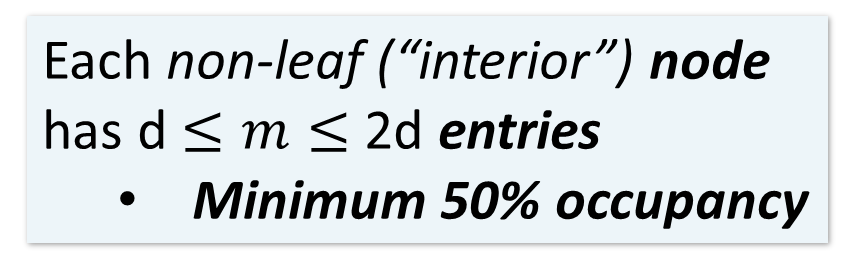 Each non-leaf (“interior”) node
has d ≤ m ≤ 2d entries
• Minimum 50% occupancy